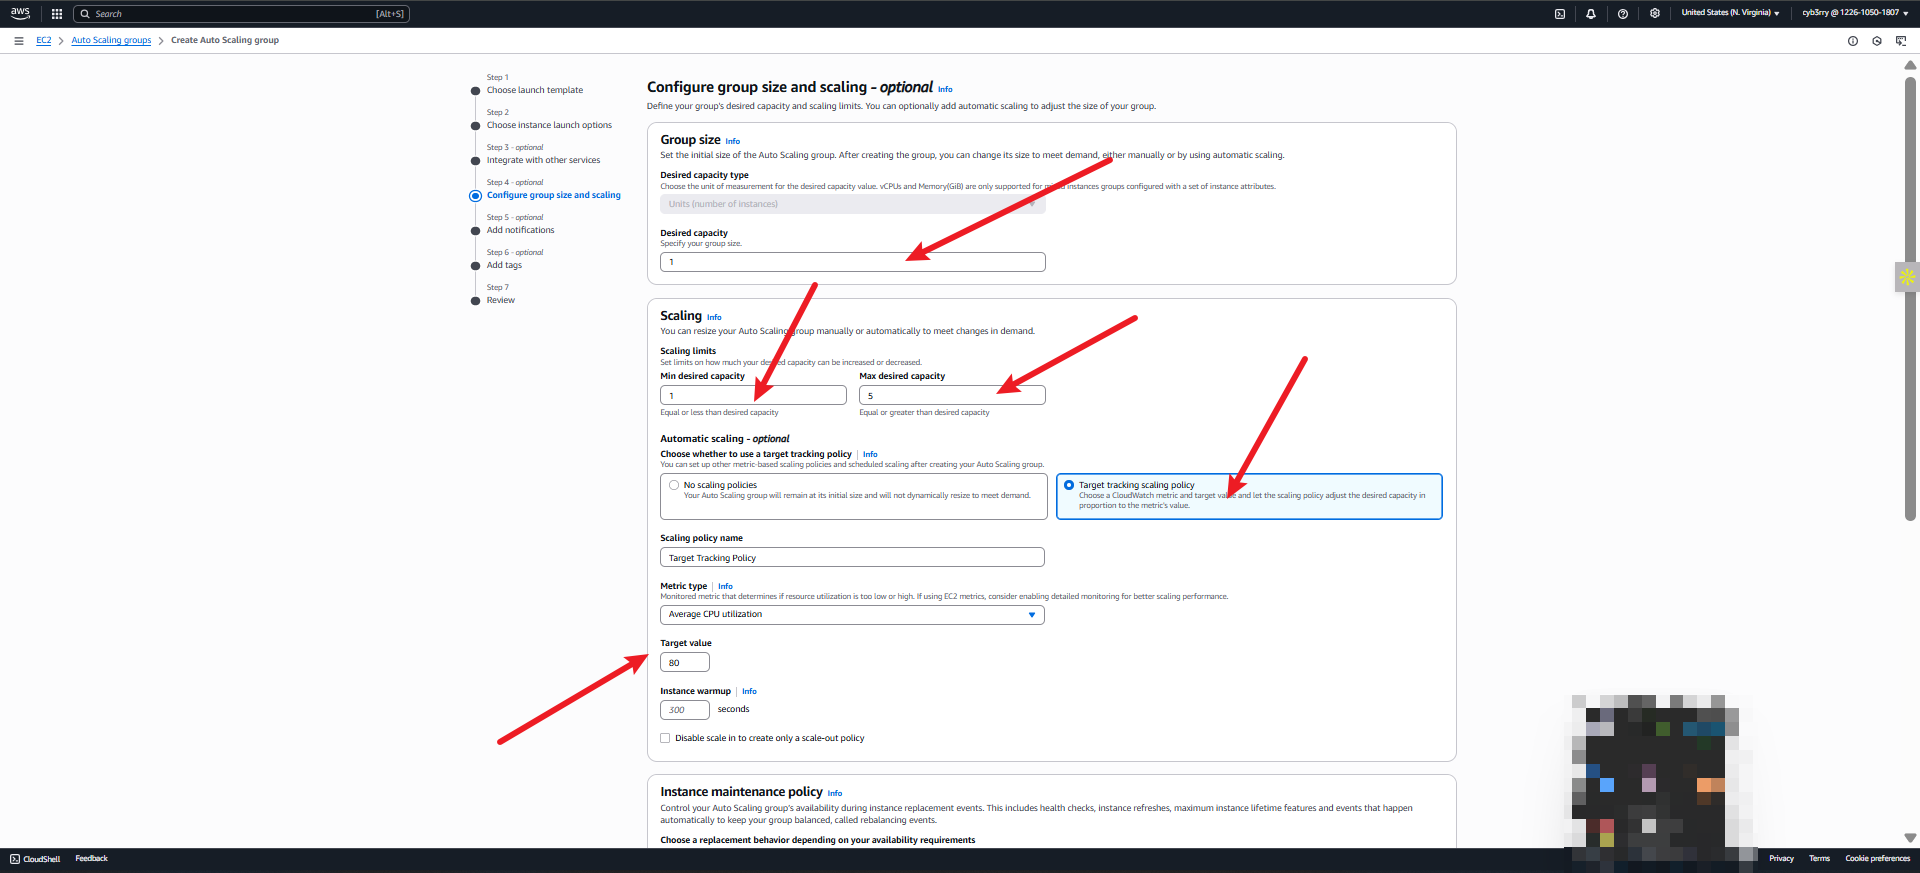 aws
Search
[Alt+S]
United States (N. Virginia)
cyb3rry @ 1226-1050-1807
EC2
Auto Scaling groups
Create Auto Scaling group
Step 1
Choose launch template
Step 2
Choose instance launch options
Step 3 - optional
Integrate with other services
Step 4 - optional
Configure group size and scaling
Step 5 - optional
Add notifications
Step 6 - optional
Add tags
Step 7
Review
Configure group size and scaling - optional Info
Define your group's desired capacity and scaling limits. You can optionally add automatic scaling to adjust the size of your group.
Group size Info
Set the initial size of the Auto Scaling group. After creating the group, you can change its size to meet demand, either manually or by using automatic scaling.
Desired capacity type
Choose the unit of measurement for the desired capacity value. vCPUs and Memory(GiB) are only supported for mixed instances groups configured with a set of instance attributes.
Units (number of instances)
Desired capacity
Specify your group size.
1
Scaling Info
You can resize your Auto Scaling group manually or automatically to meet changes in demand.
Scaling limits
Set limits on how much your desired capacity can be increased or decreased.
Min desired capacity
Max desired capacity
1
5
Equal or less than desired capacity
Equal or greater than desired capacity
Automatic scaling - optional
Choose whether to use a target tracking policy Info
You can set up other metric-based scaling policies and scheduled scaling after creating your Auto Scaling group.
No scaling policies
Your Auto Scaling group will remain at its initial size and will not dynamically resize to meet demand.
Target tracking scaling policy
Choose a CloudWatch metric and target value and let the scaling policy adjust the desired capacity in
proportion to the metric's value.
Scaling policy name
Target Tracking Policy
Metric type Info
Monitored metric that determines if resource utilization is too low or high. If using EC2 metrics, consider enabling detailed monitoring for better scaling performance.
Average CPU utilization
Target value
80
Instance warmup Info
300
seconds
Disable scale in to create only a scale-out policy
Instance maintenance policy Info
Control your Auto Scaling group's availability during instance replacement events. This includes health checks, instance refreshes, maximum instance lifetime features and events that happen
automatically to keep your group balanced, called rebalancing events.
Choose a replacement behavior depending on your availability requirements
CloudShell
Feedback
Privacy
Terms
Cookie preferences